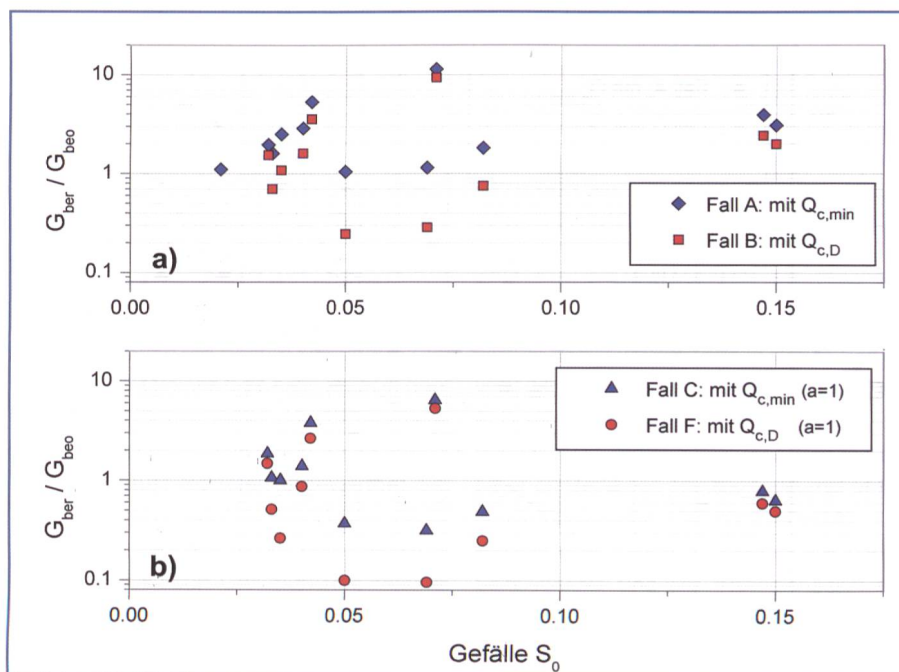 10
1
0.1
G_ber / G_beo
a)
Fall A: mit Q_c,min
Fall B: mit Q_c,D
0.00
0.05
0.10
0.15
10
1
0.1
G_ber / G_beo
b)
Fall C: mit Q_c,min (a=1)
Fall F: mit Q_c,D (a=1)
0.00
0.05
0.10
0.15
Gefälle S_o